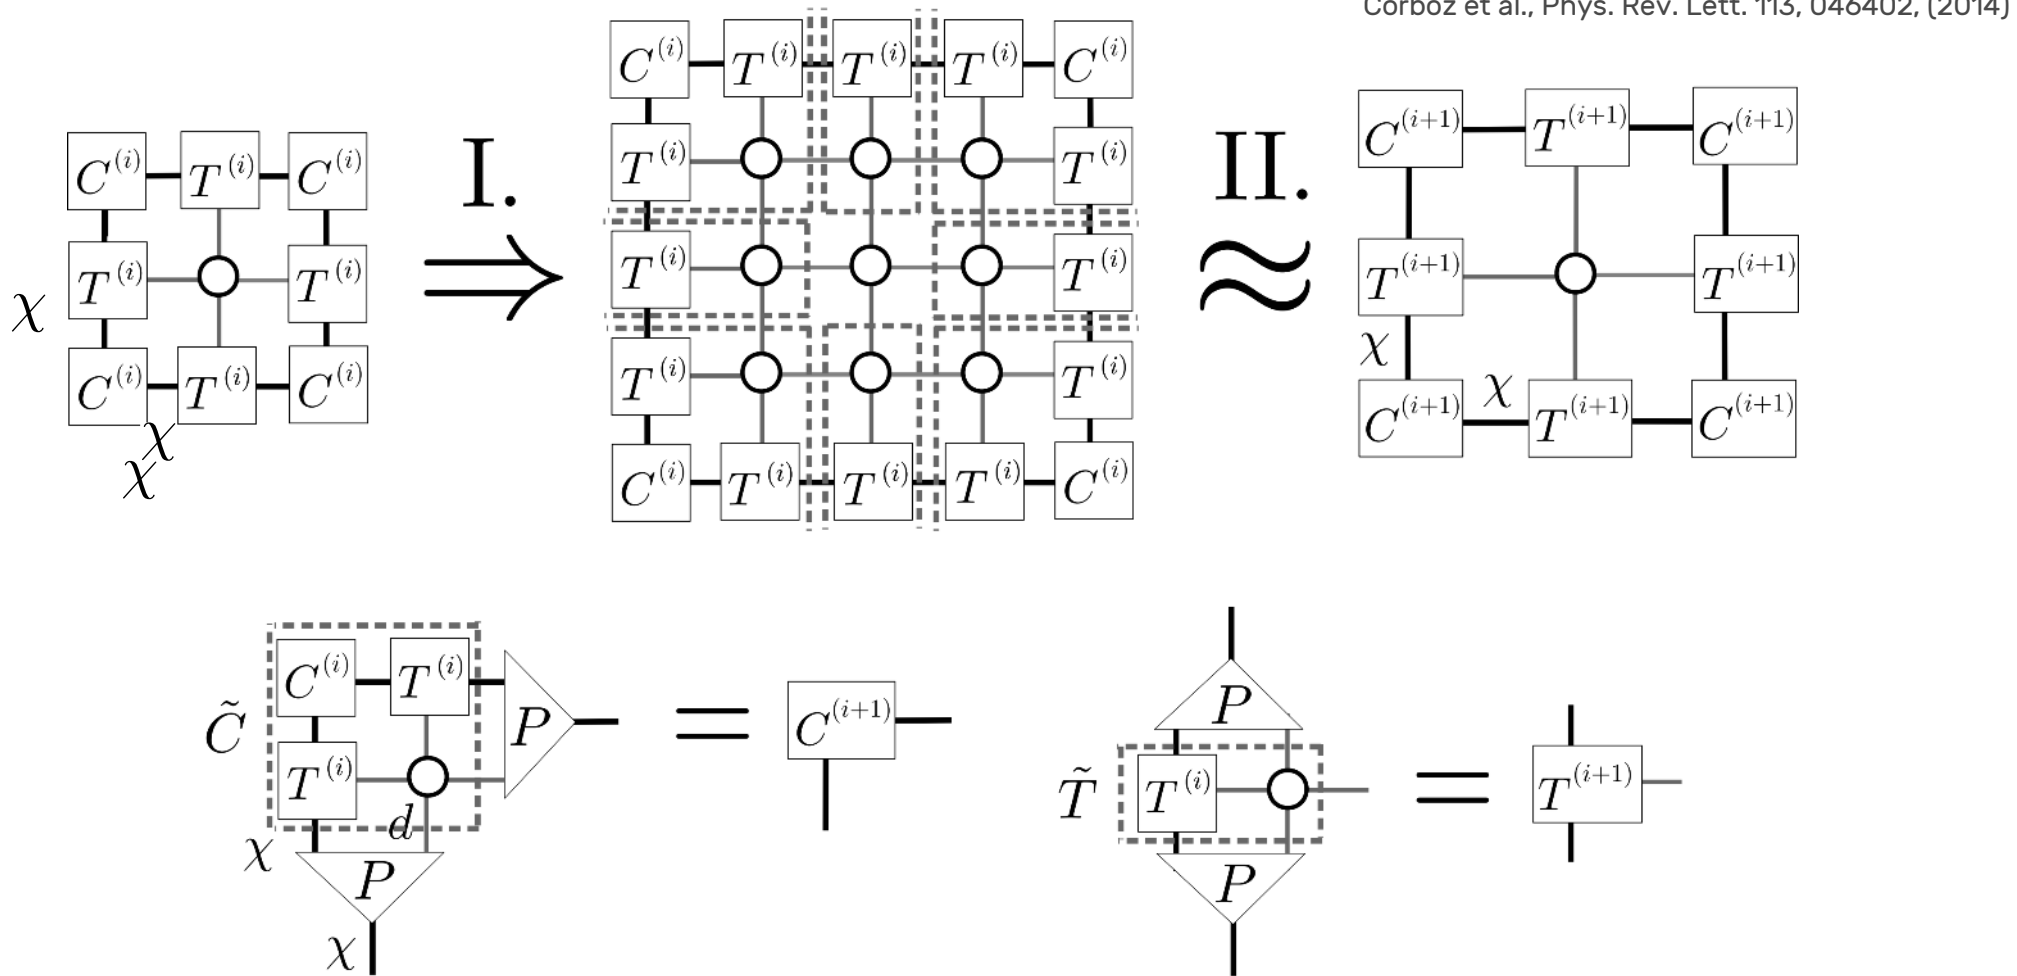 Corboz et al., Phys. Rev. Lett. 113, 046402, (2014)
C^{(i)} T^{(i)} C^{(i)}
T^{(i)} T^{(i)}
C^{(i)} T^{(i)} C^{(i)}
χ
χ
χ
I.
⇒
C^{(i)} T^{(i)} T^{(i)} T^{(i)} C^{(i)}
T^{(i)} T^{(i)}
T^{(i)} T^{(i)}
T^{(i)} T^{(i)}
C^{(i)} T^{(i)} T^{(i)} T^{(i)} C^{(i)}
II.
≈
C^{(i+1)} T^{(i+1)} C^{(i+1)}
T^{(i+1)} T^{(i+1)}
χ χ
C^{(i+1)} T^{(i+1)} C^{(i+1)}
C̃
C^{(i)} T^{(i)}
T^{(i)}
d
χ
P
P
χ
= C^{(i+1)}
P
T̃ T^{(i)}
P
= T^{(i+1)}